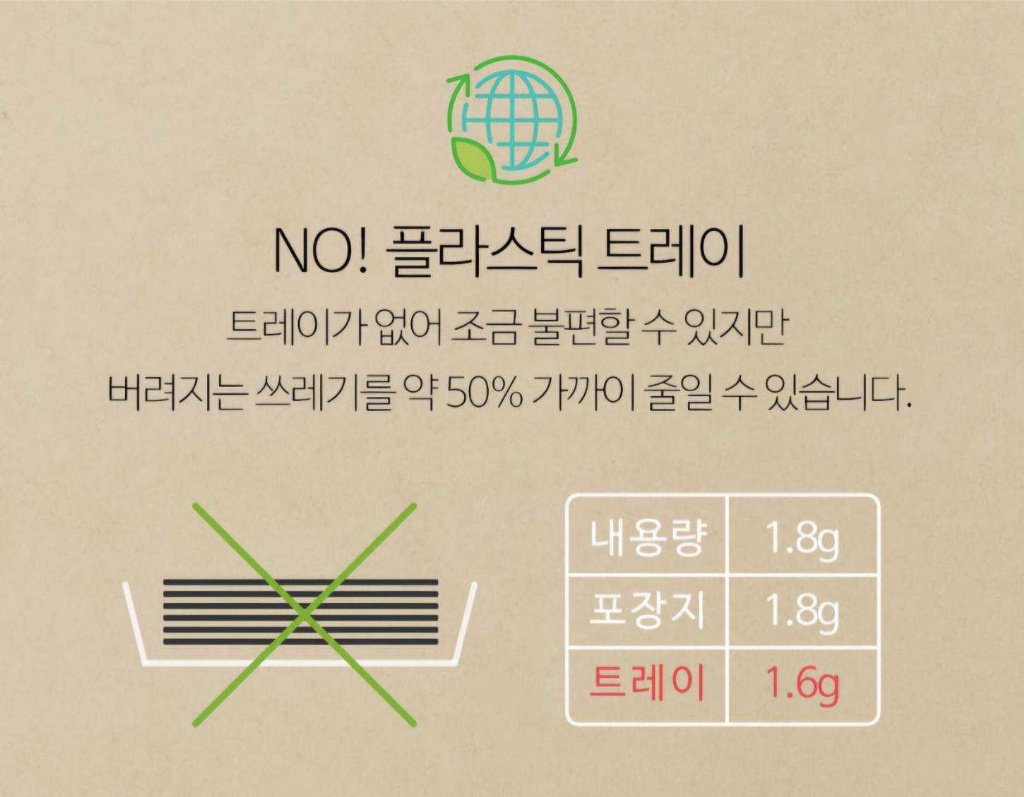 NO! 플라스틱 트레이
트레이가 없어 조금 불편할 수 있지만
버려지는 쓰레기를 약 50% 가까이 줄일 수 있습니다.
내용량 1.8g
포장지 1.8g
트레이 1.6g